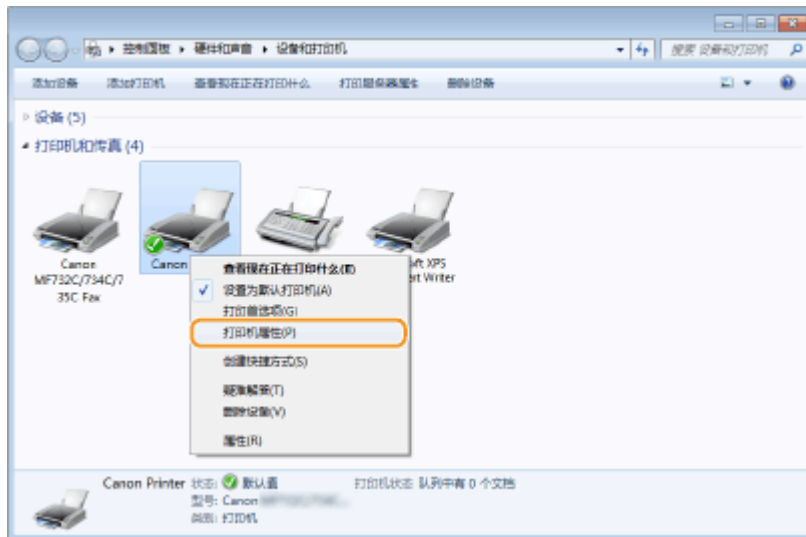 控制面板 ▸ 硬件和声音 ▸ 设备和打印机
搜索 设备和打印机
添加设备 添加打印机 查看现在正在打印什么 打印服务器属性 删除设备
设备 (5)
打印机和传真 (4)
Canon
MF732C/734C/7
35C Fax
Canon
XPS
Writer
查看现在正在打印什么(E)
设置为默认打印机(A)
打印首选项(G)
打印机属性(P)
创建快捷方式(S)
疑难解答(T)
删除设备(V)
属性(R)
Canon Printer 状态: 默认值 打印机状态: 队列中有 0 个文档
型号: Canon
类别: 打印机